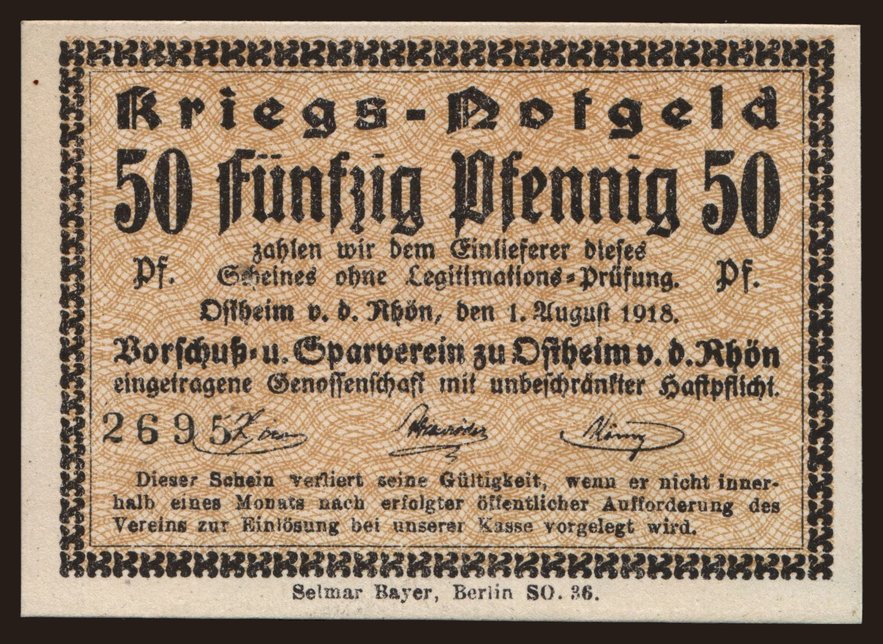 Kriegs-Notgeld
50 Fünfzig Pfennig 50
Pf. zahlen wir dem Einlieferer dieses Pf.
Scheines ohne Legitimations-Prüfung.
Ostheim v. d. Rhön, den 1. August 1918.
Vorschuß- u. Sparverein zu Ostheim v. d. Rhön
eingetragene Genossenschaft mit unbeschränkter Haftpflicht.
2695
Dieser Schein verliert seine Gültigkeit, wenn er nicht inner-
halb eines Monats nach erfolgter öffentlicher Aufforderung des
Vereins zur Einlösung bei unserer Kasse vorgelegt wird.
Selmar Bayer, Berlin SO. 36.